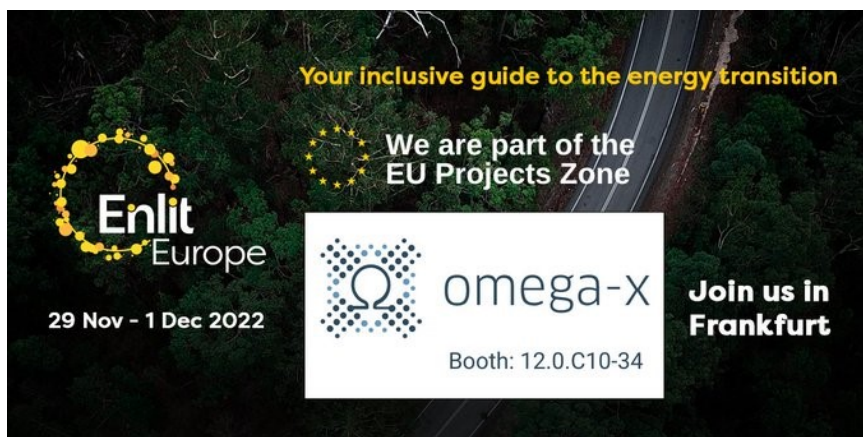 Your inclusive guide to the energy transition
We are part of the
EU Projects Zone
Enlit
Europe
29 Nov - 1 Dec 2022
Ω
omega-x
Booth: 12.0.C10-34
Join us in
Frankfurt